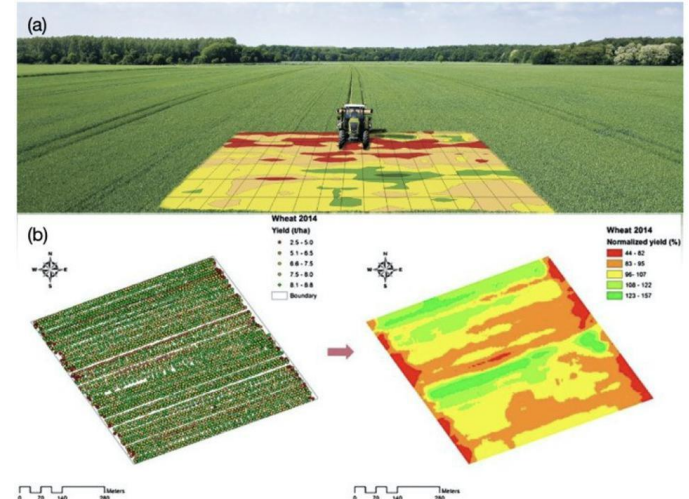 (a)
(b)
Wheat 2014
Yield (t/ha)
2.5 - 5.0
5.1 - 6.5
6.6 - 7.5
7.5 - 8.0
8.1 - 8.8
Boundary
N
W
E
S
Meters
Wheat 2014
Normalized yield (%)
44 - 82
83 - 95
96 - 107
108 - 122
123 - 157
N
W
E
S
Meters